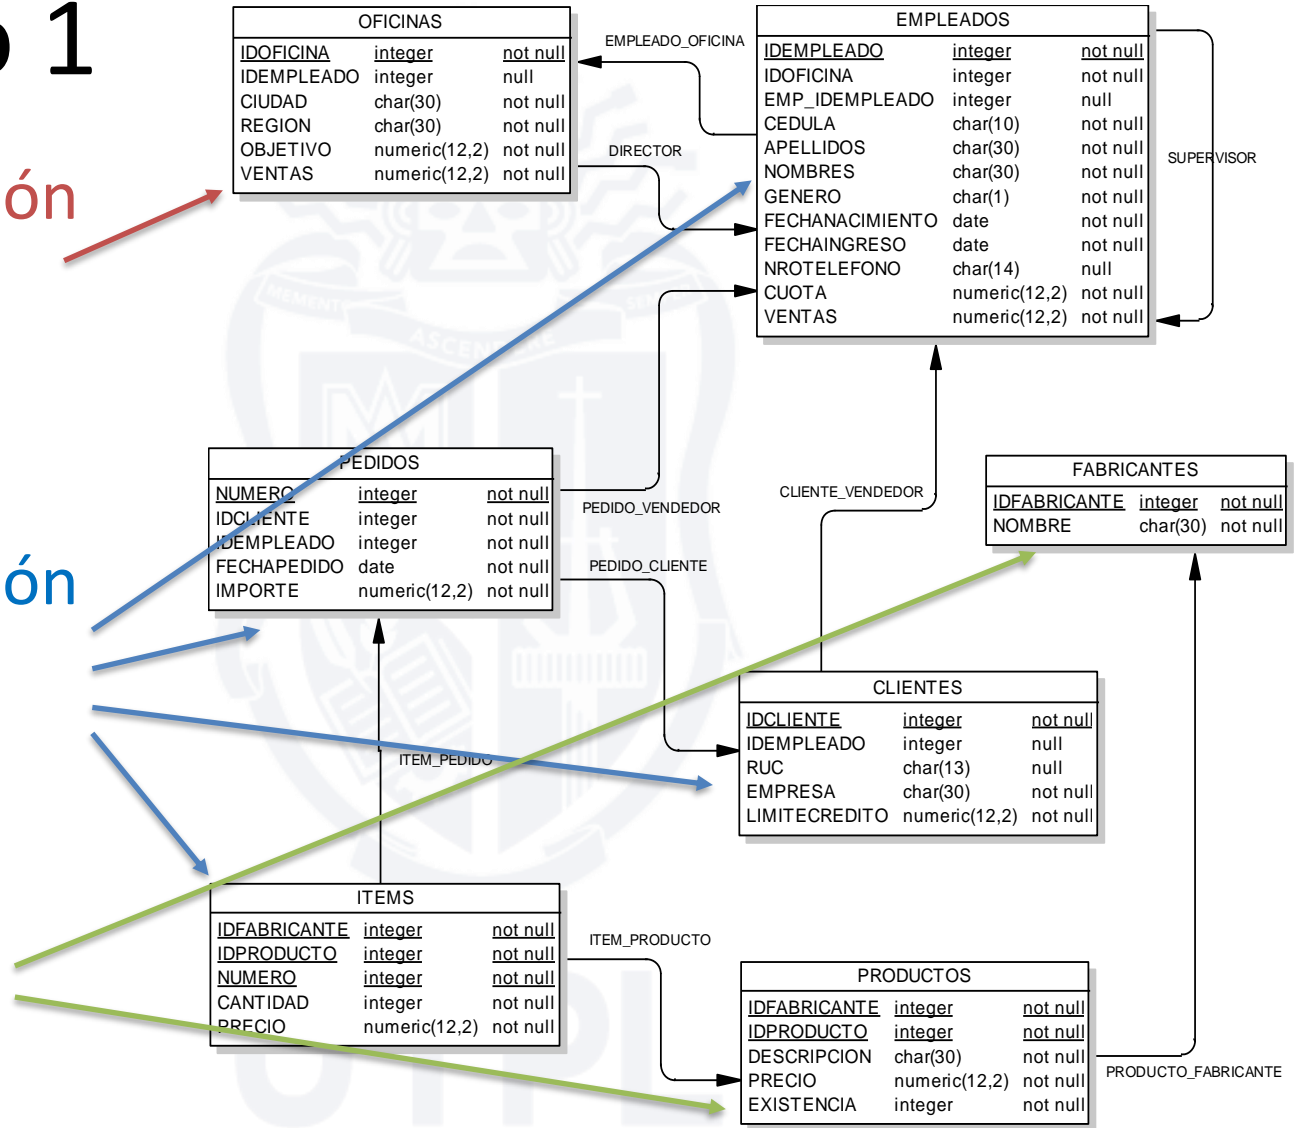 o 1
ón
ón
OFICINAS
IDOFICINA integer not null
IDEMPLEADO integer null
CIUDAD char(30) not null
REGION char(30) not null
OBJETIVO numeric(12,2) not null
VENTAS numeric(12,2) not null
EMPLEADO_OFICINA
DIRECTOR
EMPLEADOS
IDEMPLEADO integer not null
IDOFICINA integer not null
EMP_IDEMPLEADO integer null
CEDULA char(10) not null
APELLIDOS char(30) not null
NOMBRES char(30) not null
GENERO char(1) not null
FECHANACIMIENTO date not null
FECHAINGRESO date not null
NROTELEFONO char(14) null
CUOTA numeric(12,2) not null
VENTAS numeric(12,2) not null
SUPERVISOR
PEDIDOS
NUMERO integer not null
IDCLIENTE integer not null
IDEMPLEADO integer not null
FECHAPEDIDO date not null
IMPORTE numeric(12,2) not null
PEDIDO_VENDEDOR
PEDIDO_CLIENTE
CLIENTE_VENDEDOR
FABRICANTES
IDFABRICANTE integer not null
NOMBRE char(30) not null
CLIENTES
IDCLIENTE integer not null
IDEMPLEADO integer null
RUC char(13) null
EMPRESA char(30) not null
LIMITECREDITO numeric(12,2) not null
ITEM_PEDIDO
ITEMS
IDFABRICANTE integer not null
IDPRODUCTO integer not null
NUMERO integer not null
CANTIDAD integer not null
PRECIO numeric(12,2) not null
ITEM_PRODUCTO
PRODUCTOS
IDFABRICANTE integer not null
IDPRODUCTO integer not null
DESCRIPCION char(30) not null
PRECIO numeric(12,2) not null
EXISTENCIA integer not null
PRODUCTO_FABRICANTE
MEMENTO
ASCENDERE
SEMPER
UTPL